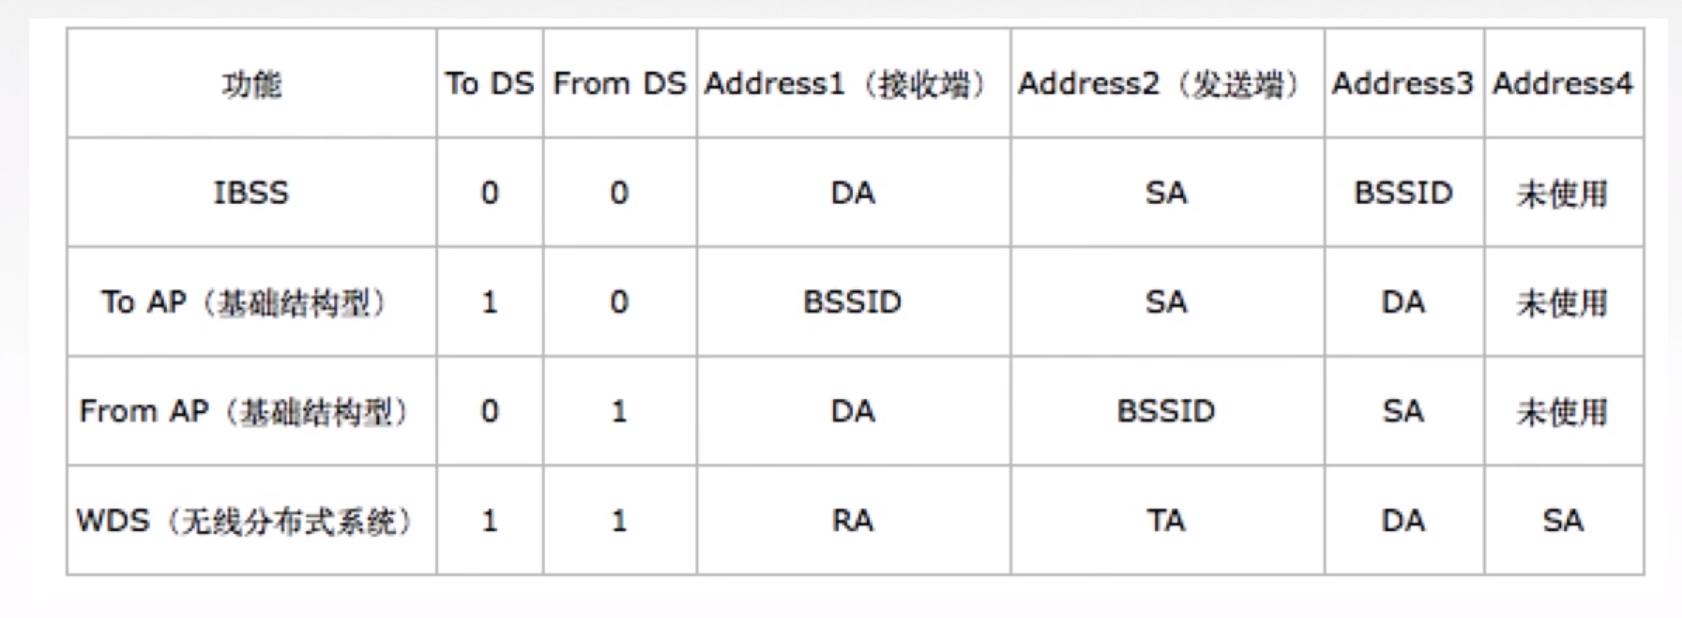 功能 To DS From DS Address1（接收端） Address2（发送端） Address3 Address4
IBSS 0 0 DA SA BSSID 未使用
To AP（基础结构型） 1 0 BSSID SA DA 未使用
From AP（基础结构型） 0 1 DA BSSID SA 未使用
WDS（无线分布式系统） 1 1 RA TA DA SA